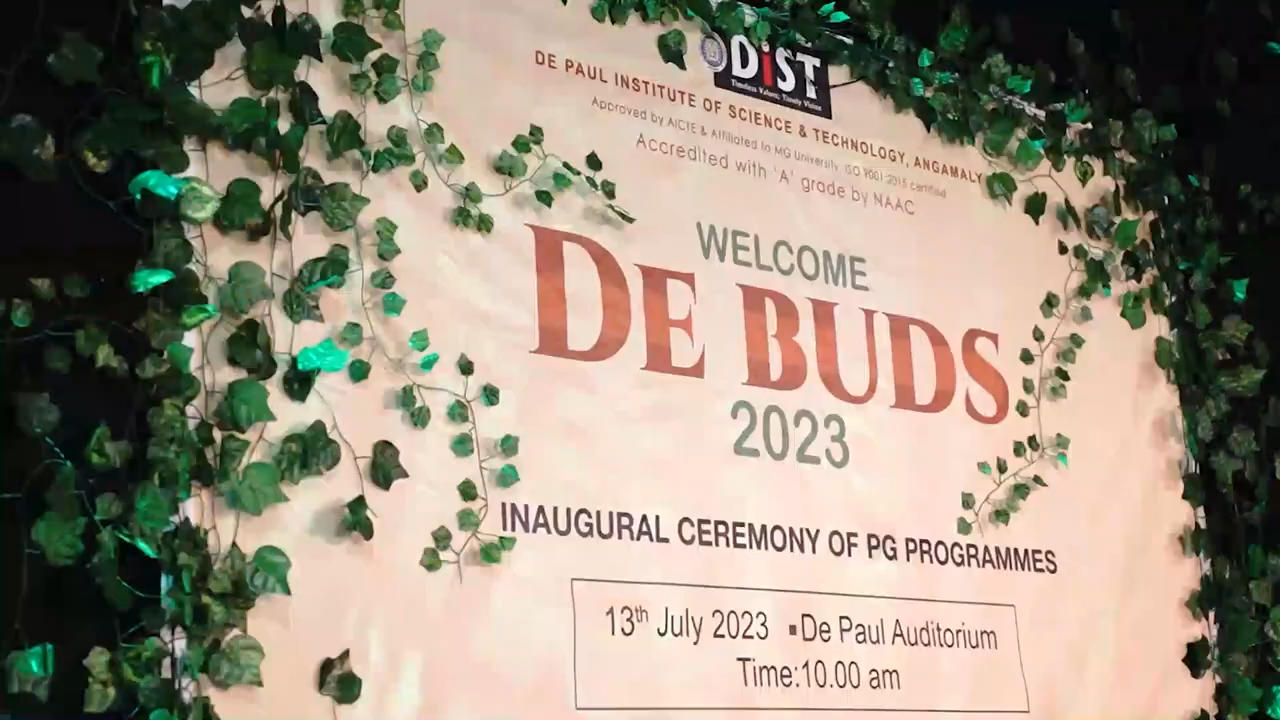 DiST
Timeless Values, Timely Vision
DE PAUL INSTITUTE OF SCIENCE & TECHNOLOGY, ANGAMALY
Approved by AICTE & Affiliated to MG University ISO 9001-2015 certified
Accredited with 'A' grade by NAAC
WELCOME
DE BUDS
2023
INAUGURAL CEREMONY OF PG PROGRAMMES
13th July 2023 ▪De Paul Auditorium
Time:10.00 am